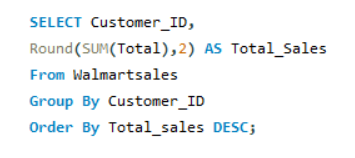 SELECT Customer_ID,
Round(SUM(Total),2) AS Total_Sales
From Walmartsales
Group By Customer_ID
Order By Total_sales DESC;